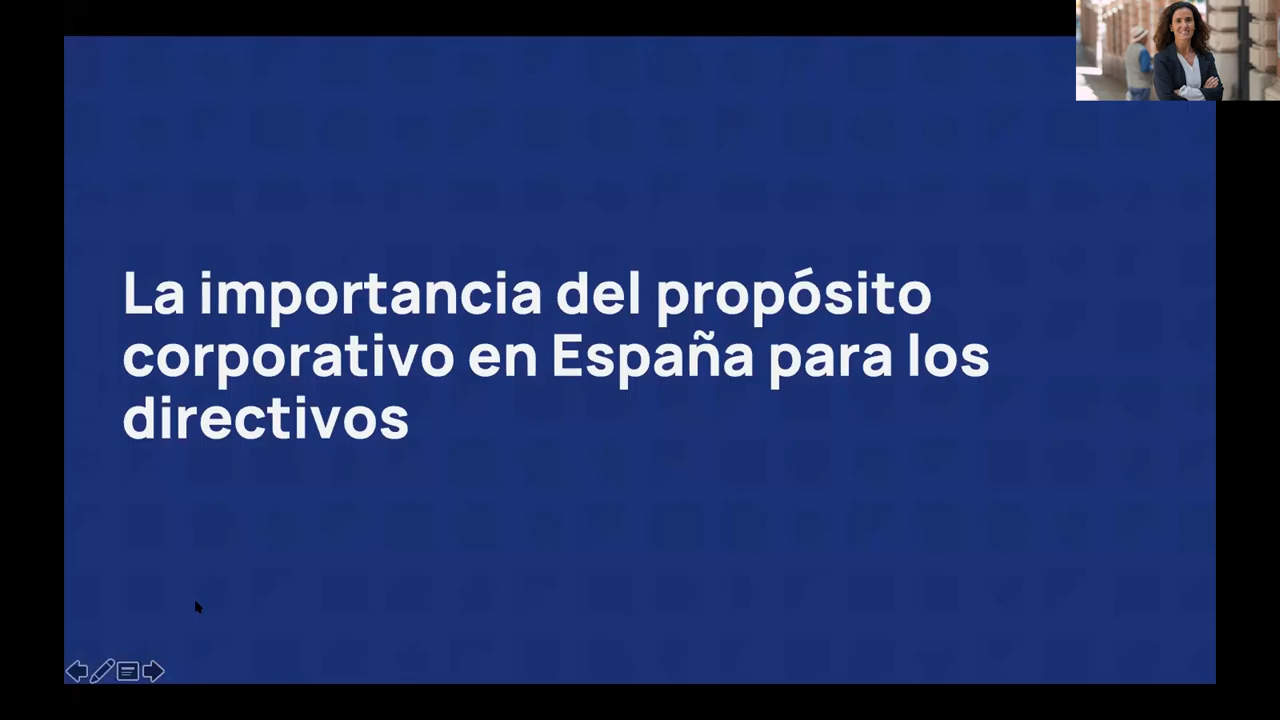 La importancia del propósito
corporativo en España para los
directivos